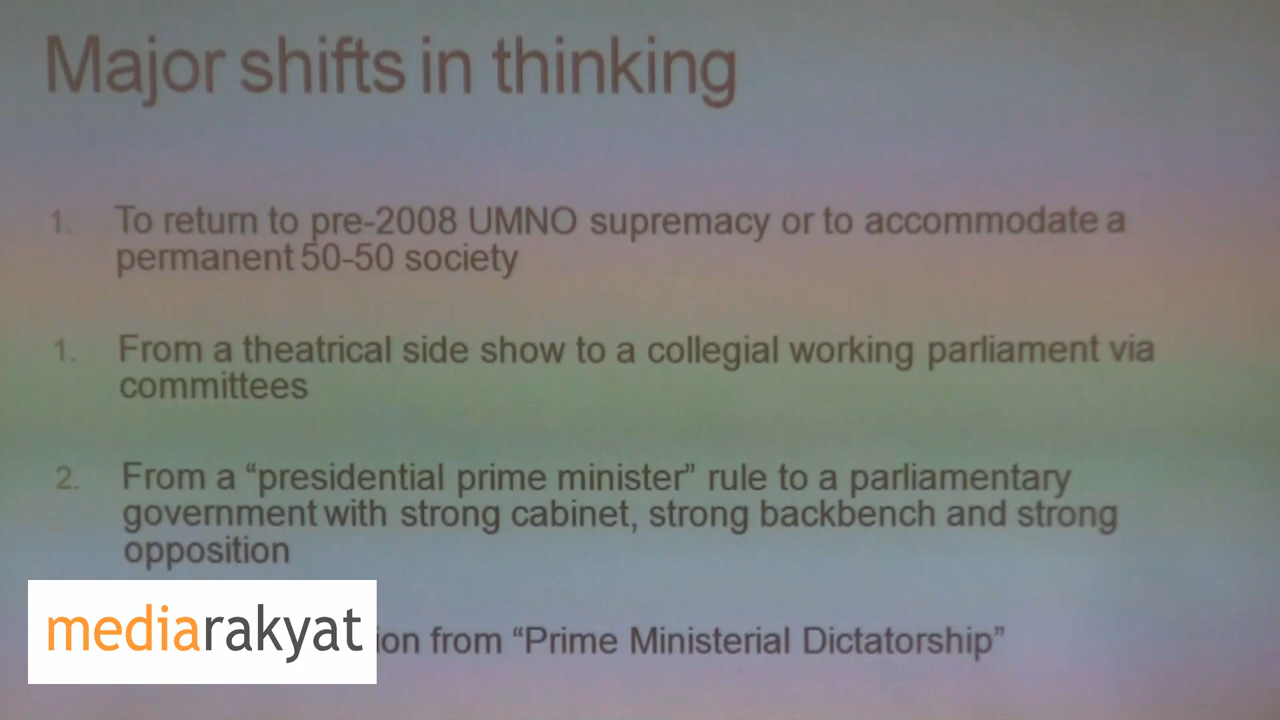 Major shifts in thinking
1. To return to pre-2008 UMNO supremacy or to accommodate a
permanent 50-50 society
1. From a theatrical side show to a collegial working parliament via
committees
2. From a “presidential prime minister” rule to a parliamentary
government with strong cabinet, strong backbench and strong
opposition
mediarakyat
ion from “Prime Ministerial Dictatorship”